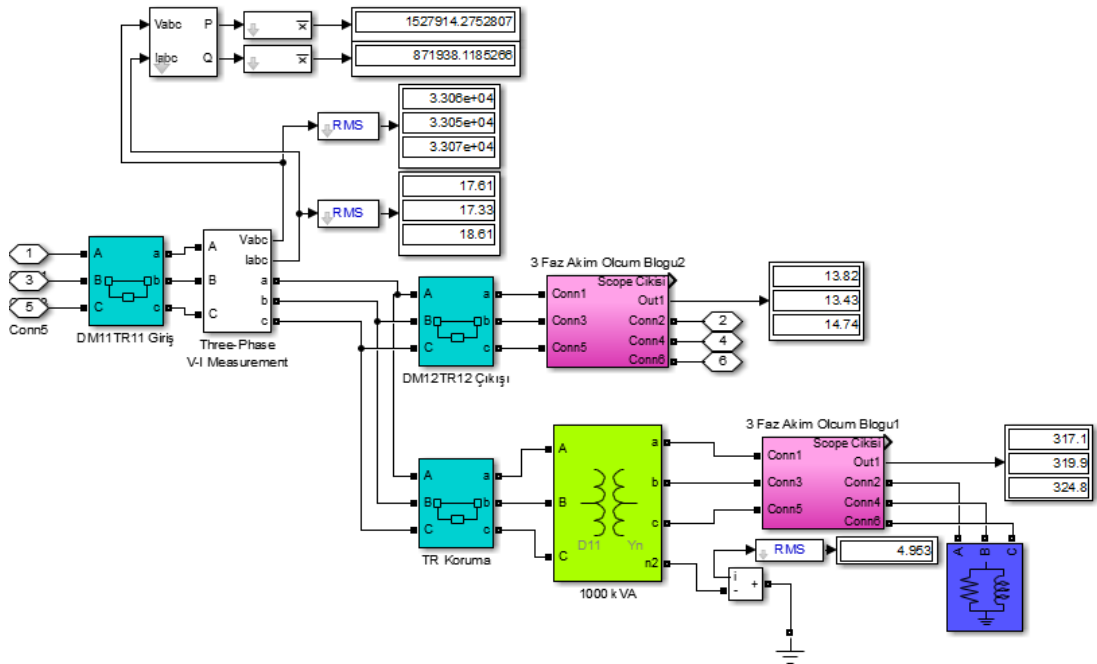 Vabc P
Iabc Q
x
x
1527914.2752807
871938.1185266
RMS
3.306e+04
3.305e+04
3.307e+04
RMS
17.61
17.33
18.61
1
3
5
Conn5
A a
B b
C c
DM11TR11 Giriş
A
B
C
Vabc
Iabc
a
b
c
Three-Phase
V-I Measurement
A a
B b
C c
DM12TR12 Çıkışı
3 Faz Akim Olcum Blogu2
Scope Cikisi
Out1
Conn1
Conn2
Conn3
Conn4
Conn5
Conn6
2
4
6
13.82
13.43
14.74
A a
B b
C c
TR Koruma
A
B
C
a
b
c
n2
D11 Yn
1000 kVA
3 Faz Akim Olcum Blogu1
Scope Cikisi
Out1
Conn1
Conn2
Conn3
Conn4
Conn5
Conn6
317.1
319.9
324.8
RMS
4.953
i
- +
A B C